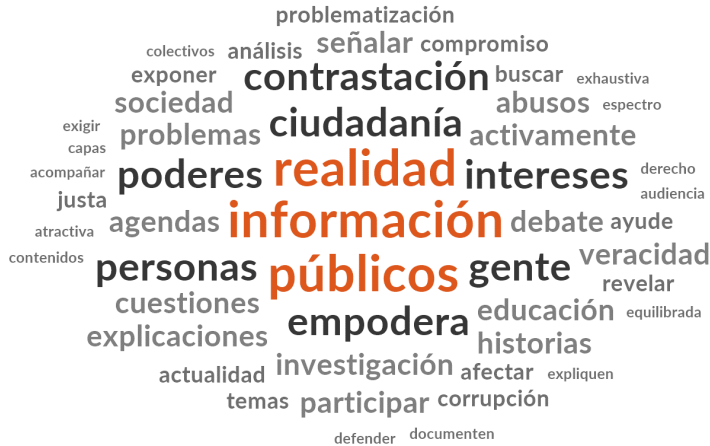 problematización
colectivos análisis señalar compromiso
exponer contrastación buscar exhaustiva
sociedad abusos espectro
exigir problemas ciudadanía activamente
capas
acompañar poderes realidad intereses derecho
justa audiencia
atractiva agendas información debate ayude
contenidos personas públicos gente veracidad
revelar
cuestiones empodera educación equilibrada
explicaciones historias
actualidad investigación afectar expliquen
temas participar corrupción
defender documenten